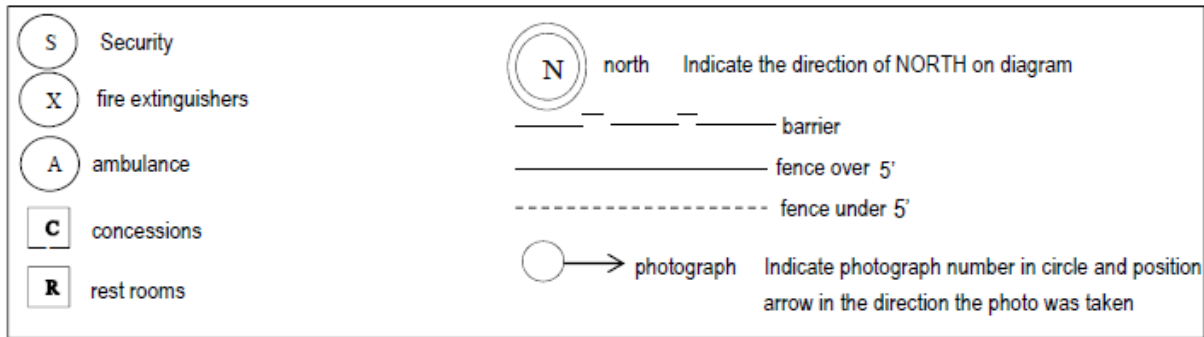 S Security
X fire extinguishers
A ambulance
C concessions
R rest rooms
N north Indicate the direction of NORTH on diagram
barrier
fence over 5'
fence under 5'
photograph Indicate photograph number in circle and position
arrow in the direction the photo was taken